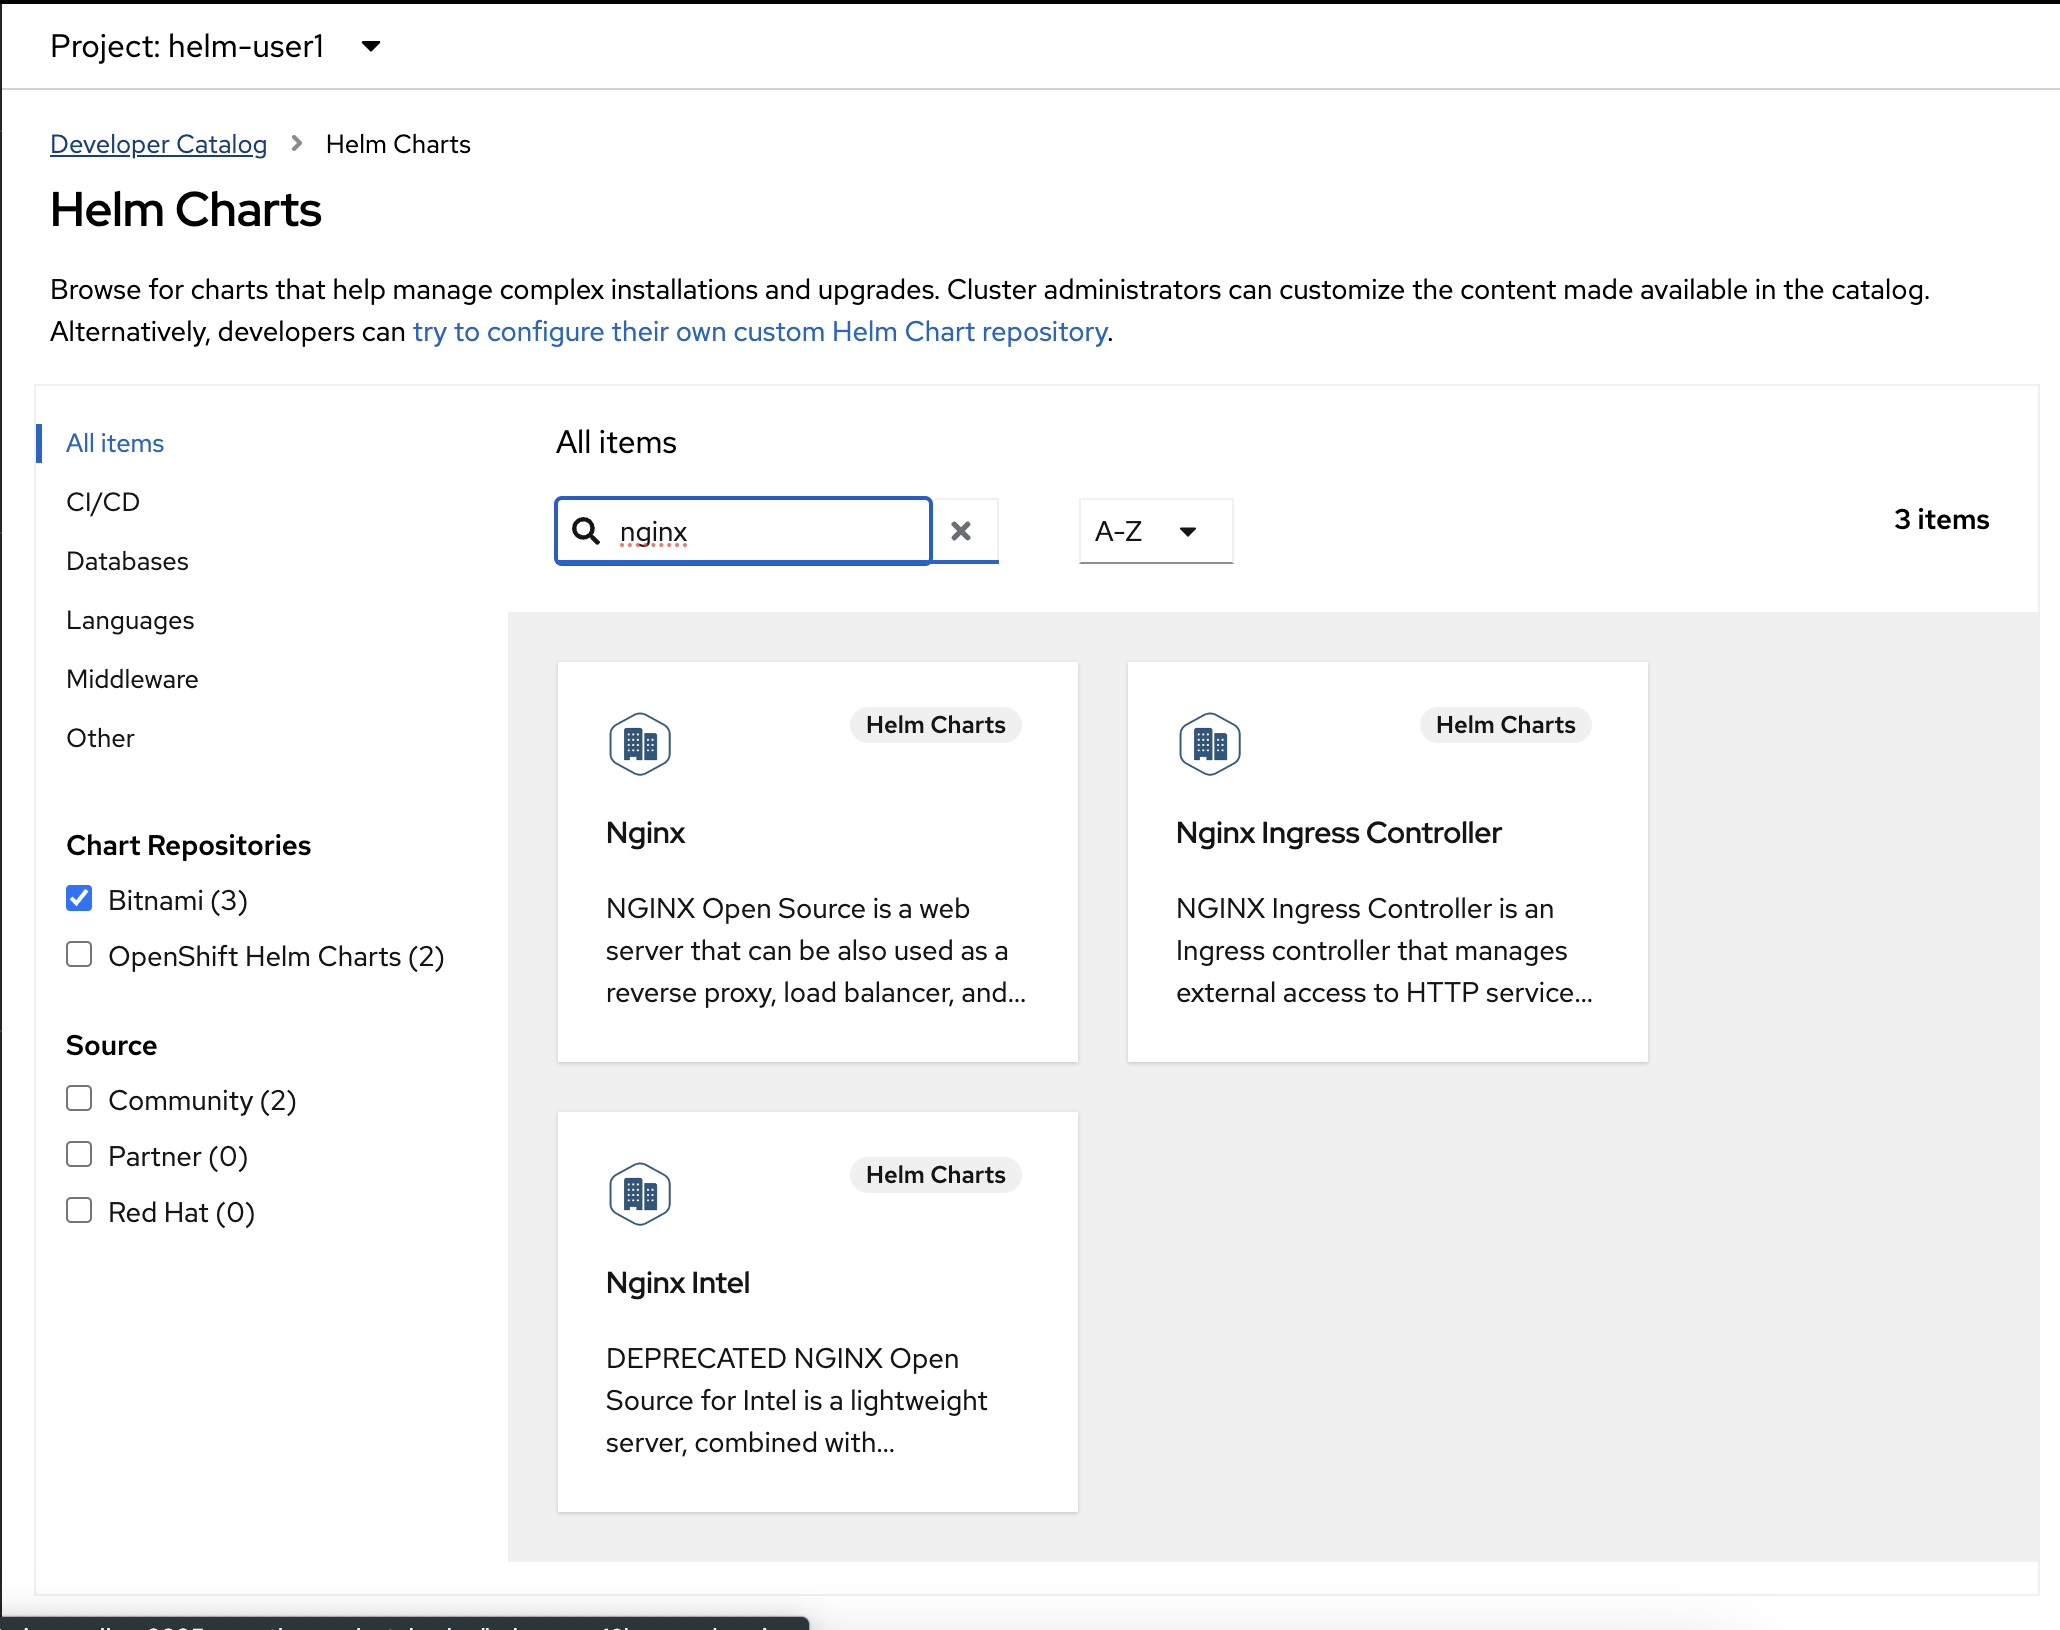 Project: helm-user1
Developer Catalog > Helm Charts
Helm Charts
Browse for charts that help manage complex installations and upgrades. Cluster administrators can customize the content made available in the catalog.
Alternatively, developers can try to configure their own custom Helm Chart repository.
All items
CI/CD
Databases
Languages
Middleware
Other
Chart Repositories
Bitnami (3)
OpenShift Helm Charts (2)
Source
Community (2)
Partner (0)
Red Hat (0)
All items
nginx
A-Z
3 items
Helm Charts
Nginx
NGINX Open Source is a web
server that can be also used as a
reverse proxy, load balancer, and...
Helm Charts
Nginx Ingress Controller
NGINX Ingress Controller is an
Ingress controller that manages
external access to HTTP service...
Helm Charts
Nginx Intel
DEPRECATED NGINX Open
Source for Intel is a lightweight
server, combined with...